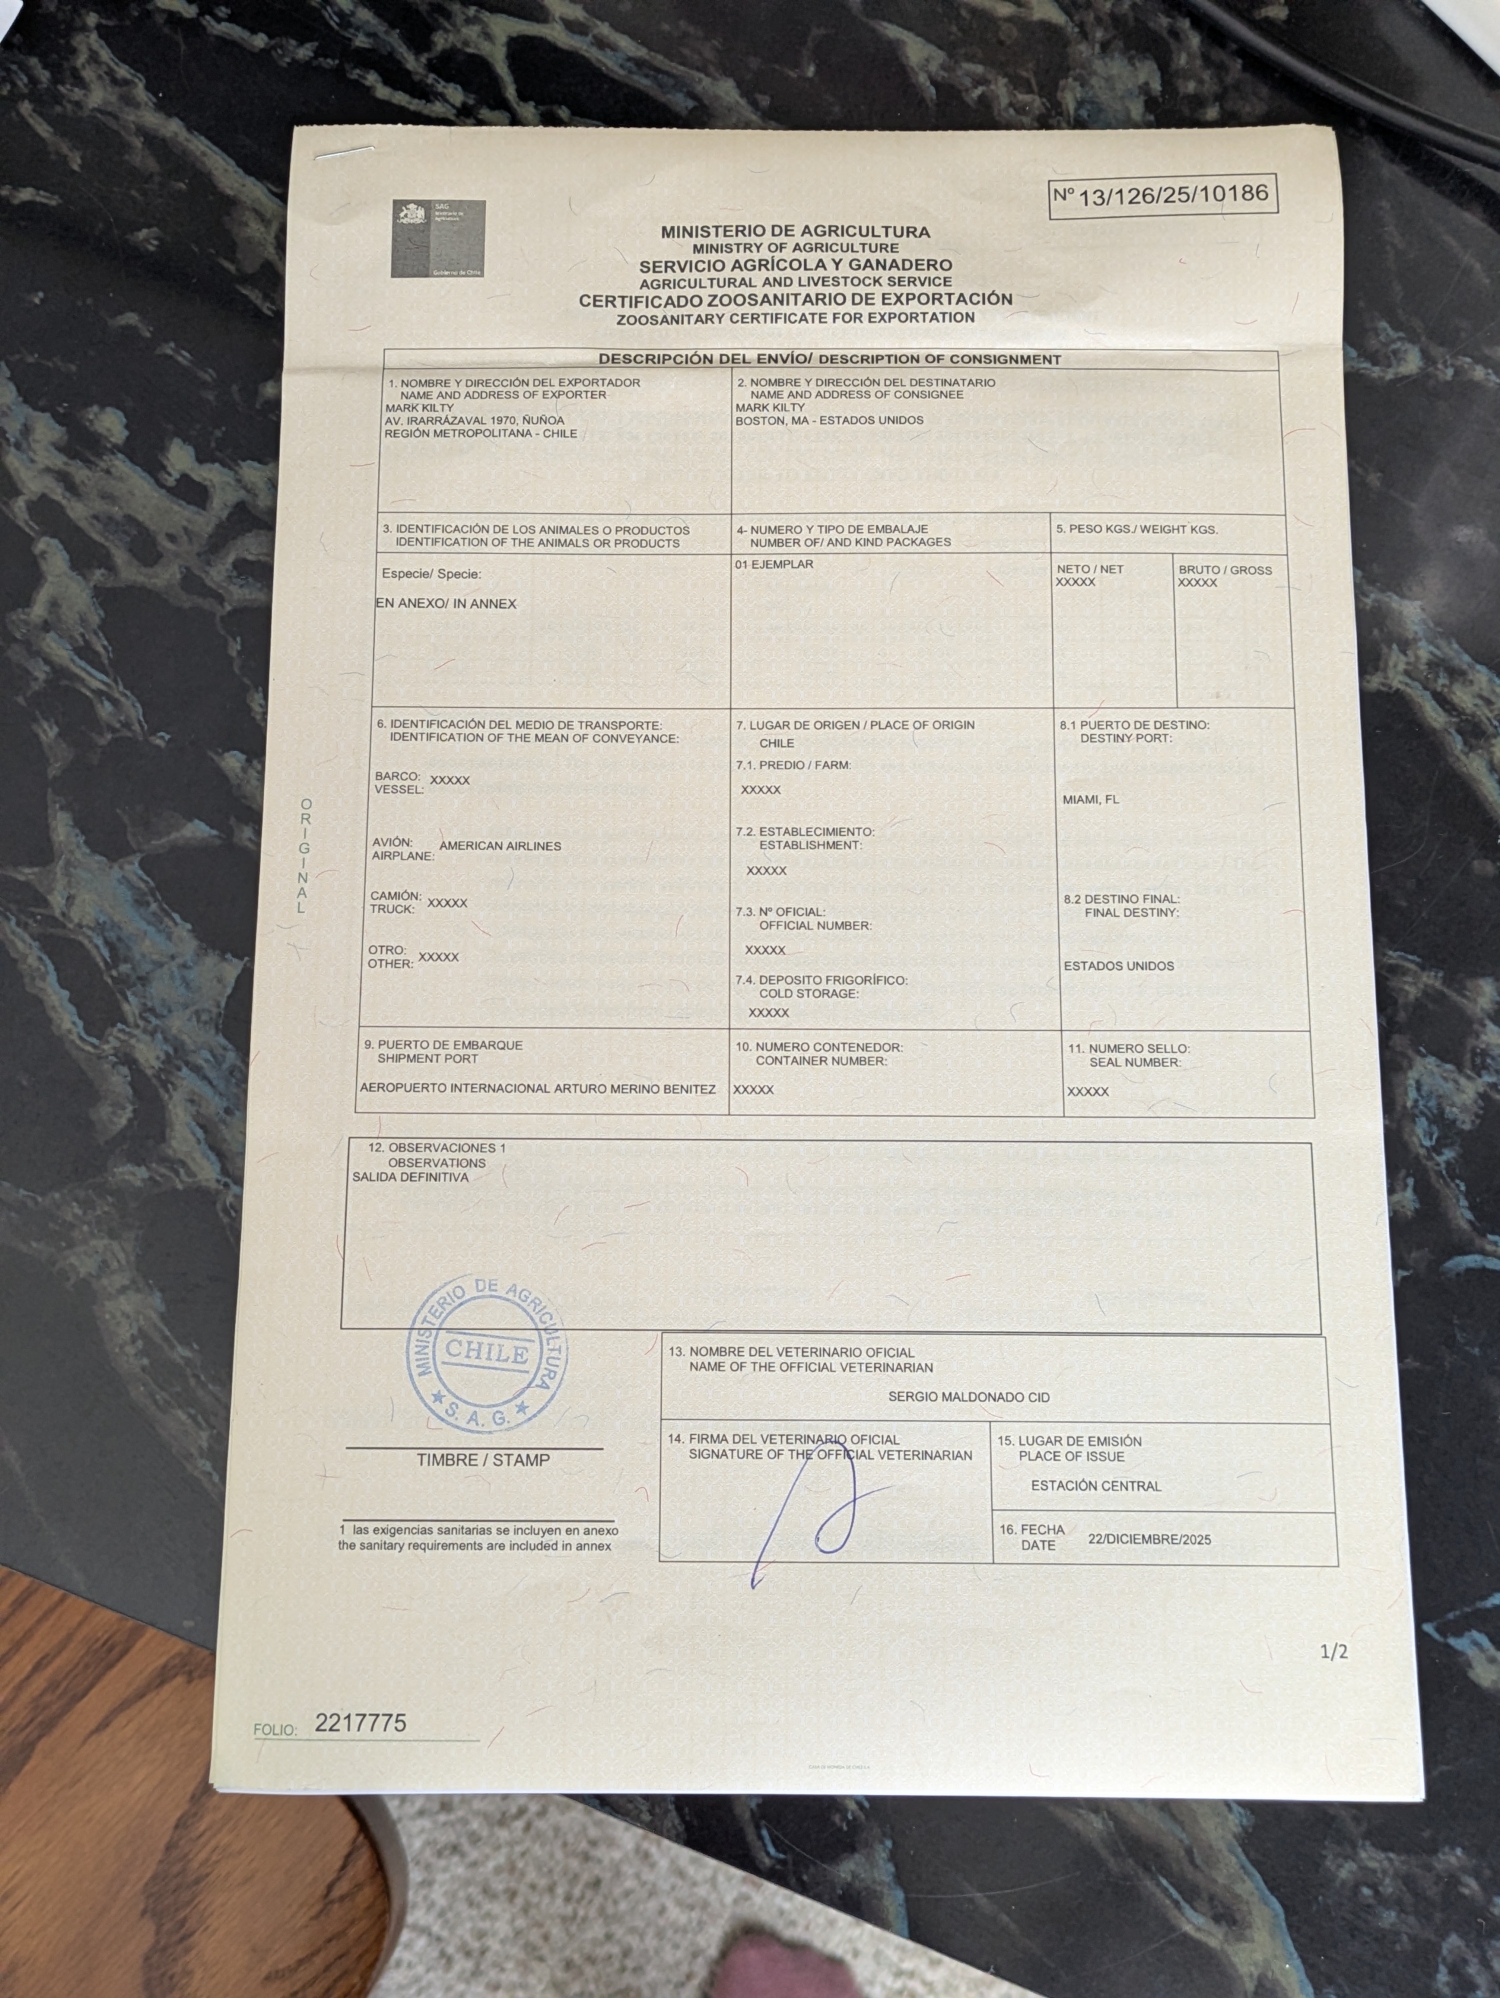 SAG
Ministerio de
Agricultura
Gobierno de Chile
Nº 13/126/25/10186
MINISTERIO DE AGRICULTURA
MINISTRY OF AGRICULTURE
SERVICIO AGRÍCOLA Y GANADERO
AGRICULTURAL AND LIVESTOCK SERVICE
CERTIFICADO ZOOSANITARIO DE EXPORTACIÓN
ZOOSANITARY CERTIFICATE FOR EXPORTATION
DESCRIPCIÓN DEL ENVÍO/ DESCRIPTION OF CONSIGNMENT
1. NOMBRE Y DIRECCIÓN DEL EXPORTADOR
NAME AND ADDRESS OF EXPORTER
MARK KILTY
AV. IRARRÁZAVAL 1970, ÑUÑOA
REGIÓN METROPOLITANA - CHILE
2. NOMBRE Y DIRECCIÓN DEL DESTINATARIO
NAME AND ADDRESS OF CONSIGNEE
MARK KILTY
BOSTON, MA - ESTADOS UNIDOS
3. IDENTIFICACIÓN DE LOS ANIMALES O PRODUCTOS
IDENTIFICATION OF THE ANIMALS OR PRODUCTS
4- NUMERO Y TIPO DE EMBALAJE
NUMBER OF/ AND KIND PACKAGES
5. PESO KGS./ WEIGHT KGS.
Especie/ Specie:
EN ANEXO/ IN ANNEX
01 EJEMPLAR
NETO / NET
XXXXX
BRUTO / GROSS
XXXXX
6. IDENTIFICACIÓN DEL MEDIO DE TRANSPORTE:
IDENTIFICATION OF THE MEAN OF CONVEYANCE:
BARCO: XXXXX
VESSEL:
AVIÓN: AMERICAN AIRLINES
AIRPLANE:
CAMIÓN: XXXXX
TRUCK:
OTRO: XXXXX
OTHER:
7. LUGAR DE ORIGEN / PLACE OF ORIGIN
CHILE
7.1. PREDIO / FARM:
XXXXX
7.2. ESTABLECIMIENTO:
ESTABLISHMENT:
XXXXX
7.3. Nº OFICIAL:
OFFICIAL NUMBER:
XXXXX
7.4. DEPOSITO FRIGORÍFICO:
COLD STORAGE:
XXXXX
8.1 PUERTO DE DESTINO:
DESTINY PORT:
MIAMI, FL
8.2 DESTINO FINAL:
FINAL DESTINY:
ESTADOS UNIDOS
9. PUERTO DE EMBARQUE
SHIPMENT PORT
AEROPUERTO INTERNACIONAL ARTURO MERINO BENITEZ
10. NUMERO CONTENEDOR:
CONTAINER NUMBER:
XXXXX
11. NUMERO SELLO:
SEAL NUMBER:
XXXXX
ORIGINAL
12. OBSERVACIONES 1
OBSERVATIONS
SALIDA DEFINITIVA
MINISTERIO DE AGRICULTURA
CHILE
★ S. A. G. ★
TIMBRE / STAMP
1 las exigencias sanitarias se incluyen en anexo
the sanitary requirements are included in annex
13. NOMBRE DEL VETERINARIO OFICIAL
NAME OF THE OFFICIAL VETERINARIAN
SERGIO MALDONADO CID
14. FIRMA DEL VETERINARIO OFICIAL
SIGNATURE OF THE OFFICIAL VETERINARIAN
15. LUGAR DE EMISIÓN
PLACE OF ISSUE
ESTACIÓN CENTRAL
16. FECHA 22/DICIEMBRE/2025
DATE
1/2
FOLIO: 2217775